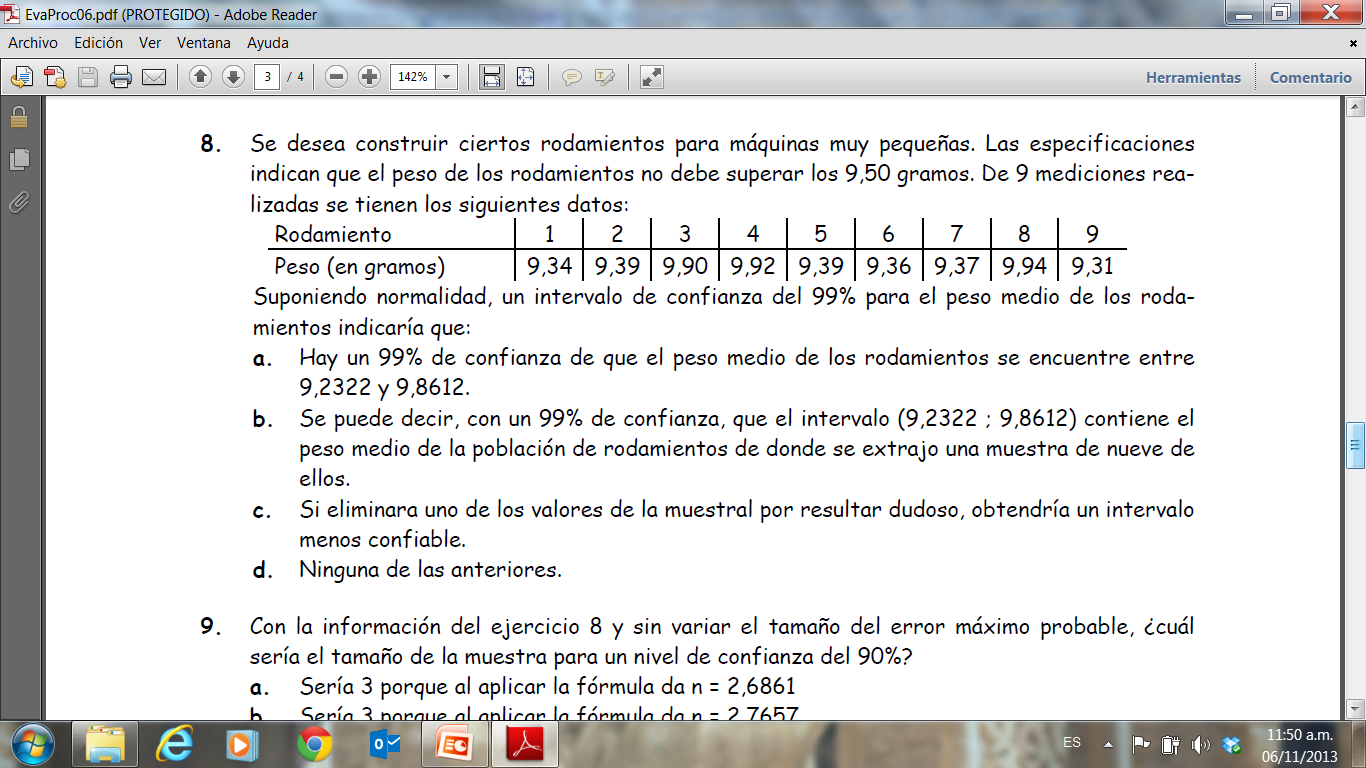 EvaProc06.pdf (PROTEGIDO) - Adobe Reader
Archivo Edición Ver Ventana Ayuda
3 / 4 142% Herramientas Comentario
8. Se desea construir ciertos rodamientos para máquinas muy pequeñas. Las especificaciones
indican que el peso de los rodamientos no debe superar los 9,50 gramos. De 9 mediciones rea-
lizadas se tienen los siguientes datos:
Rodamiento 1 2 3 4 5 6 7 8 9
Peso (en gramos) 9,34 9,39 9,90 9,92 9,39 9,36 9,37 9,94 9,31
Suponiendo normalidad, un intervalo de confianza del 99% para el peso medio de los roda-
mientos indicaría que:
a. Hay un 99% de confianza de que el peso medio de los rodamientos se encuentre entre
9,2322 y 9,8612.
b. Se puede decir, con un 99% de confianza, que el intervalo (9,2322 ; 9,8612) contiene el
peso medio de la población de rodamientos de donde se extrajo una muestra de nueve de
ellos.
c. Si eliminara uno de los valores de la muestral por resultar dudoso, obtendría un intervalo
menos confiable.
d. Ninguna de las anteriores.
9. Con la información del ejercicio 8 y sin variar el tamaño del error máximo probable, ¿cuál
sería el tamaño de la muestra para un nivel de confianza del 90%?
a. Sería 3 porque al aplicar la fórmula da n = 2,6861
b. Sería 3 porque al aplicar la fórmula da n = 2,7657
ES 11:50 a.m.
06/11/2013